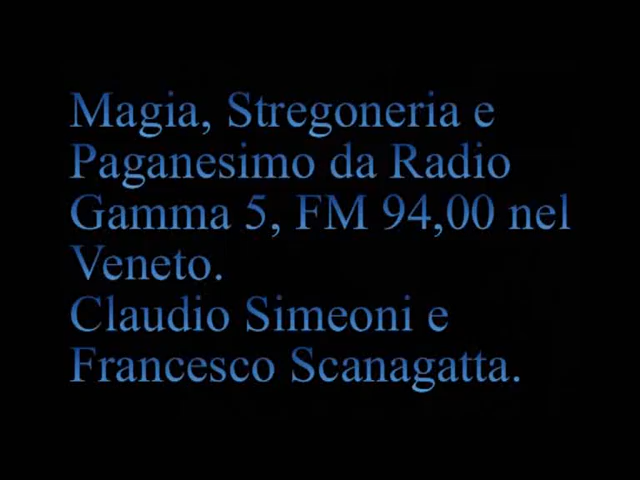 Magia, Stregoneria e
Paganesimo da Radio
Gamma 5, FM 94,00 nel
Veneto.
Claudio Simeoni e
Francesco Scanagatta.